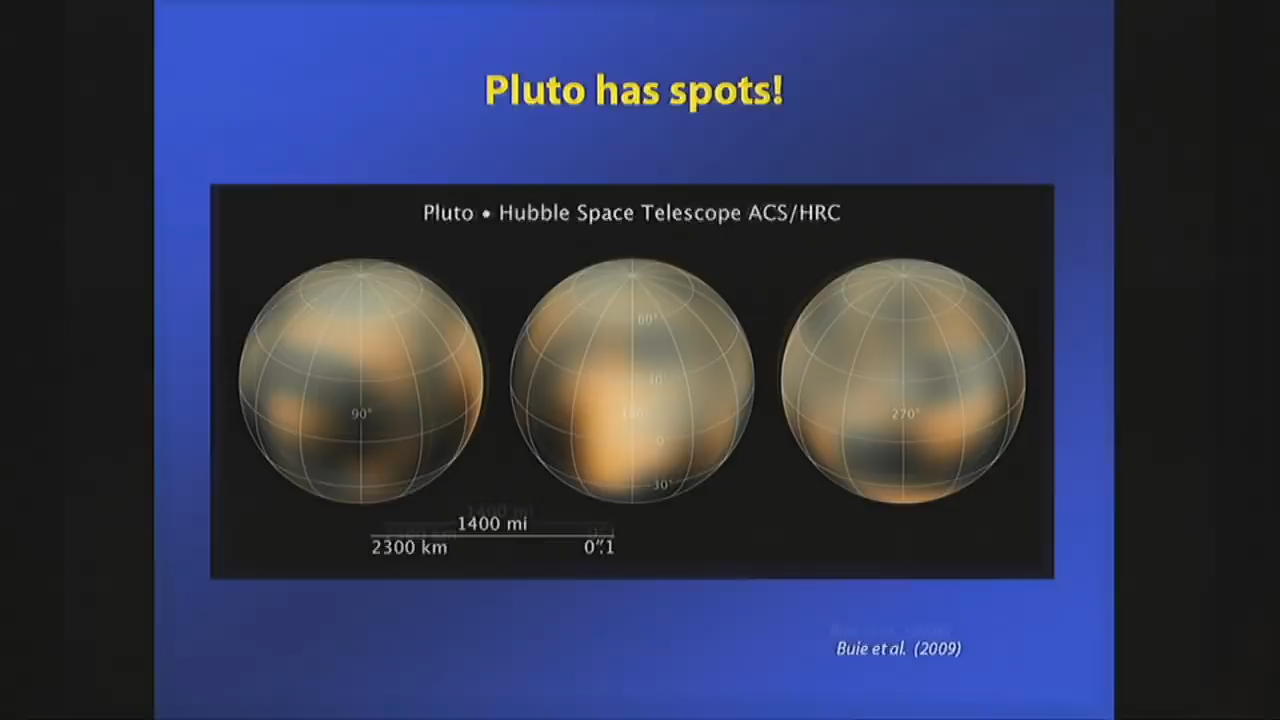 Pluto has spots!
Pluto • Hubble Space Telescope ACS/HRC
90°
60°
30°
180°
0
-30°
270°
1400 mi
2300 km 0″.1
Buie et al. (2009)